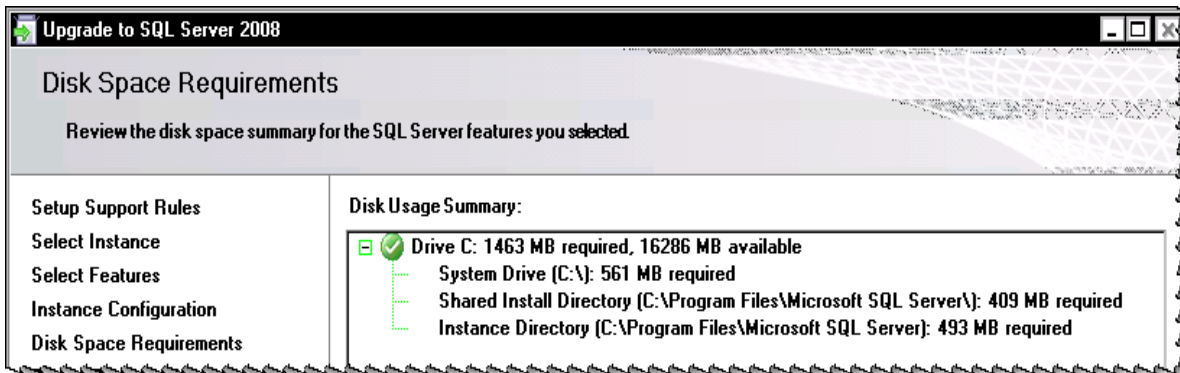 Upgrade to SQL Server 2008
Disk Space Requirements
Review the disk space summary for the SQL Server features you selected.
Setup Support Rules
Select Instance
Select Features
Instance Configuration
Disk Space Requirements
Disk Usage Summary:
Drive C: 1463 MB required, 16286 MB available
System Drive (C:\): 561 MB required
Shared Install Directory (C:\Program Files\Microsoft SQL Server\): 409 MB required
Instance Directory (C:\Program Files\Microsoft SQL Server): 493 MB required